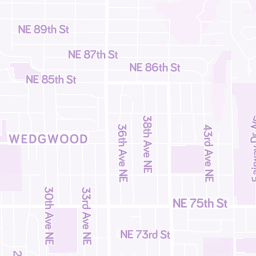 NE 89th St
NE 87th St
NE 86th St
NE 85th St
WEDGWOOD
36th Ave NE
38th Ave NE
43rd Ave NE
30th Ave NE
33rd Ave NE
NE 75th St
NE 73rd St